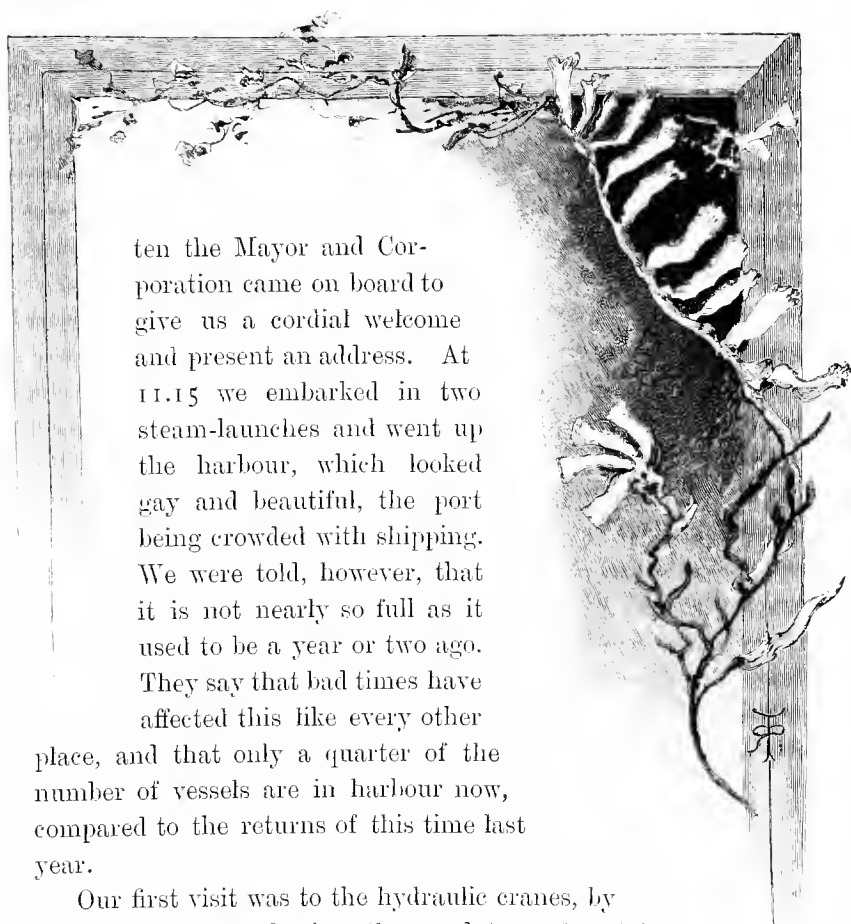 ten the Mayor and Cor-
poration came on board to
give us a cordial welcome
and present an address. At
11.15 we embarked in two
steam-launches and went up
the harbour, which looked
gay and beautiful, the port
being crowded with shipping.
We were told, however, that
it is not nearly so full as it
used to be a year or two ago.
They say that bad times have
affected this like every other
place, and that only a quarter of the
number of vessels are in harbour now,
compared to the returns of this time last
year.
Our first visit was to the hydraulic cranes, by